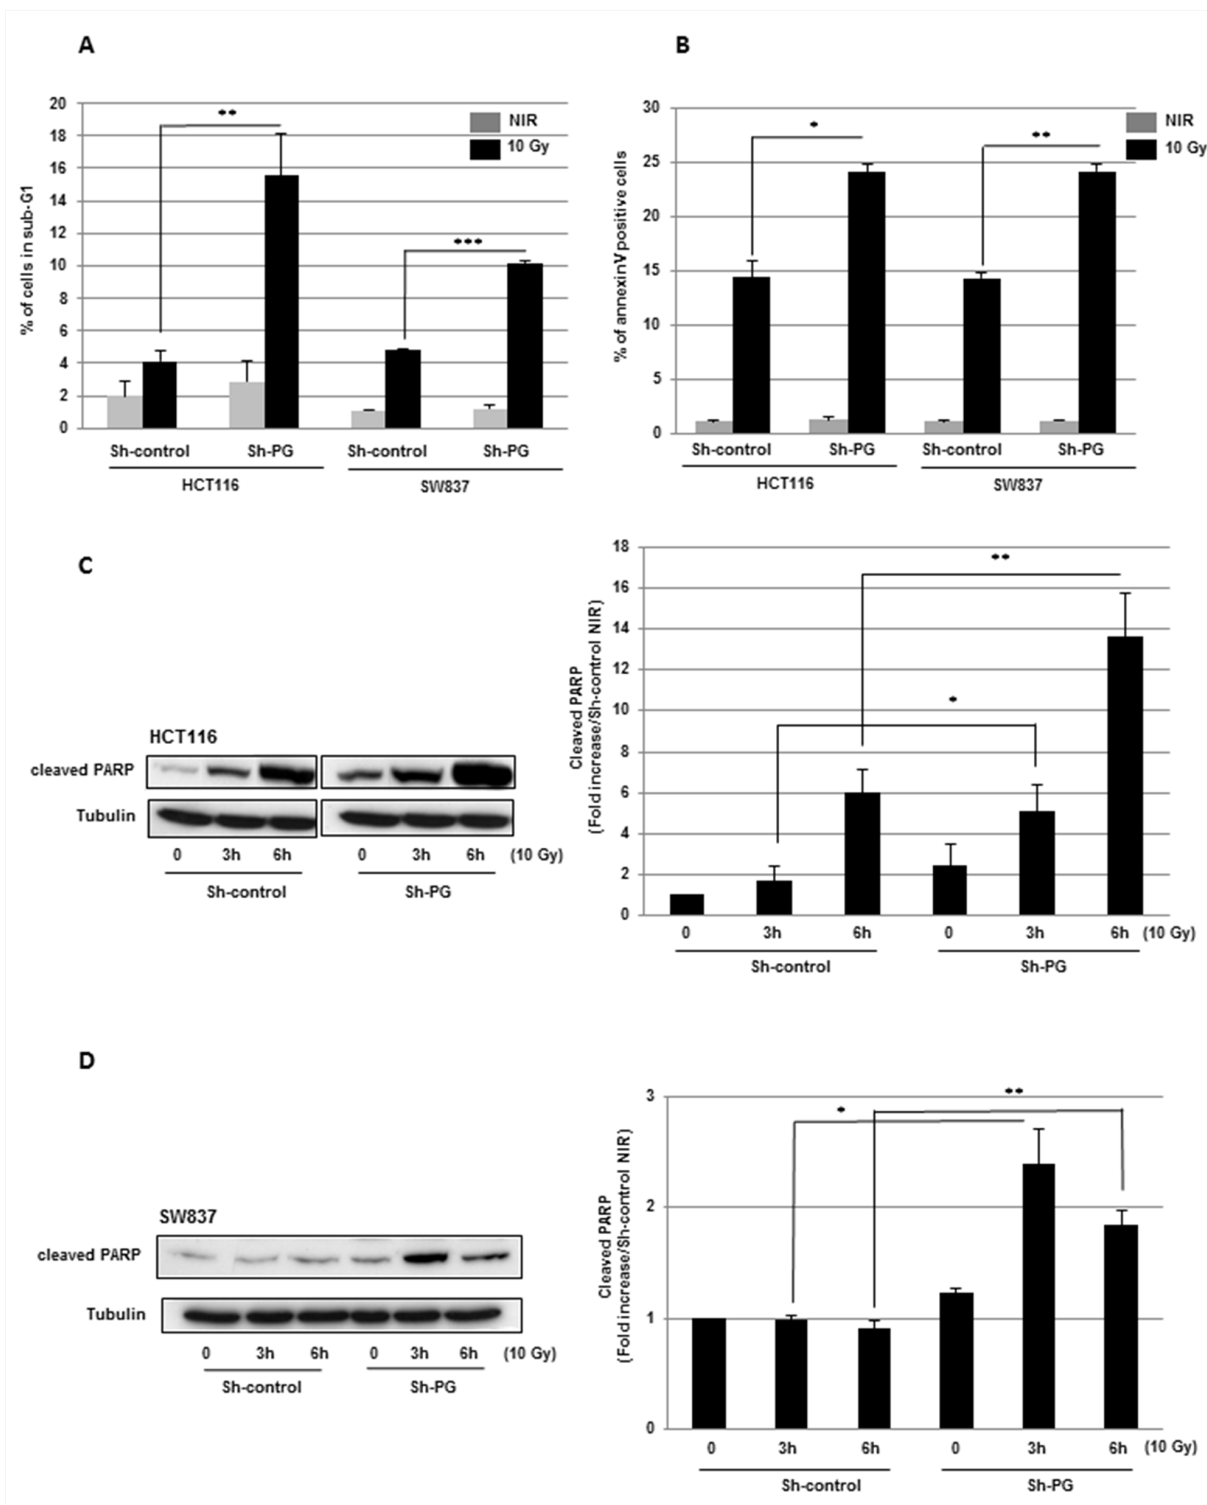 A
% of cells in sub-G1
20
18
16
14
12
10
8
6
4
2
0
**
***
NIR
10 Gy
Sh-control Sh-PG Sh-control Sh-PG
HCT116 SW837
B
% of annexinV positive cells
30
25
20
15
10
5
0
*
**
NIR
10 Gy
Sh-control Sh-PG Sh-control Sh-PG
HCT116 SW837
C
HCT116
cleaved PARP
Tubulin
0 3h 6h 0 3h 6h (10 Gy)
Sh-control Sh-PG
Cleaved PARP
(Fold increase/Sh-control NIR)
18
16
14
12
10
8
6
4
2
0
**
*
0 3h 6h 0 3h 6h (10 Gy)
Sh-control Sh-PG
D
SW837
cleaved PARP
Tubulin
0 3h 6h 0 3h 6h (10 Gy)
Sh-control Sh-PG
Cleaved PARP
(Fold increase/Sh-control NIR)
3
2
1
0
*
**
0 3h 6h 0 3h 6h (10 Gy)
Sh-control Sh-PG